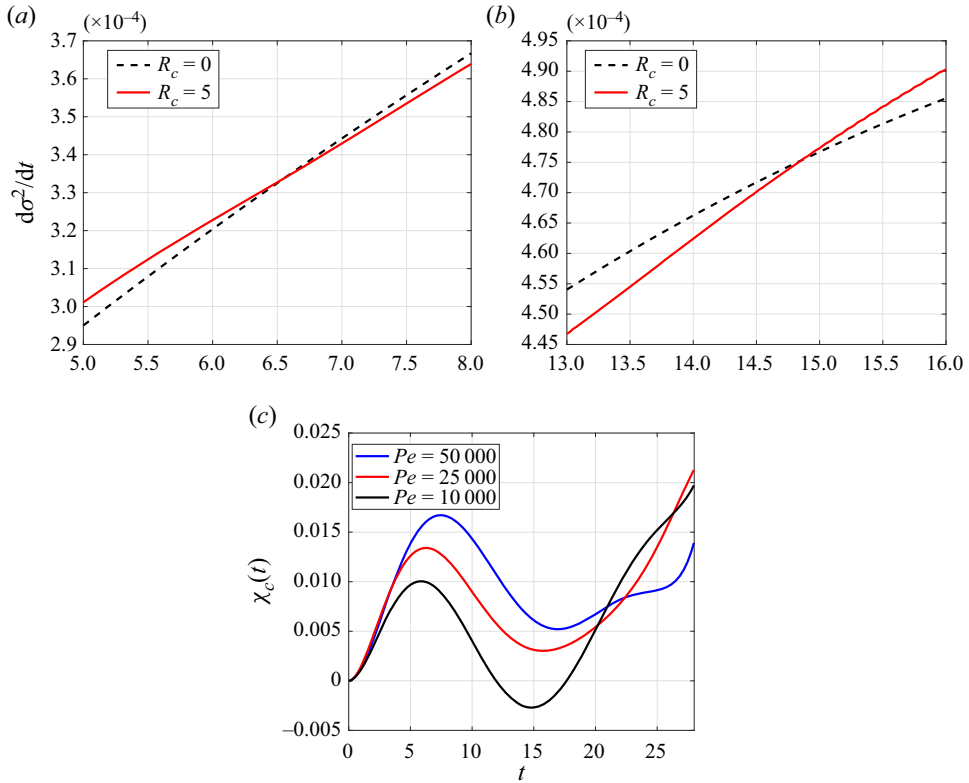 (a)
(×10⁻⁴)
3.7
3.6
3.5
3.4
3.3
3.2
3.1
3.0
2.9
5.0 5.5 6.0 6.5 7.0 7.5 8.0
dσ²/dt
R_c = 0
R_c = 5
(b)
(×10⁻⁴)
4.95
4.90
4.85
4.80
4.75
4.70
4.65
4.60
4.55
4.50
4.45
13.0 13.5 14.0 14.5 15.0 15.5 16.0
R_c = 0
R_c = 5
(c)
0.025
0.020
0.015
0.010
0.005
0
–0.005
0 5 10 15 20 25
χ_c(t)
t
Pe = 50 000
Pe = 25 000
Pe = 10 000